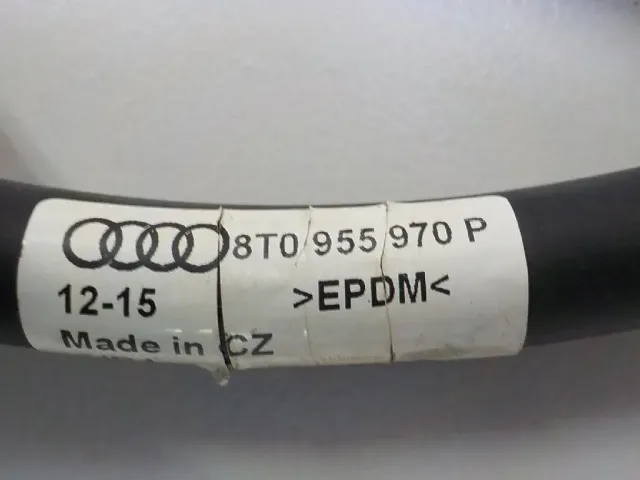 8T0 955 970 P
12-15 >EPDM<
Made in CZ